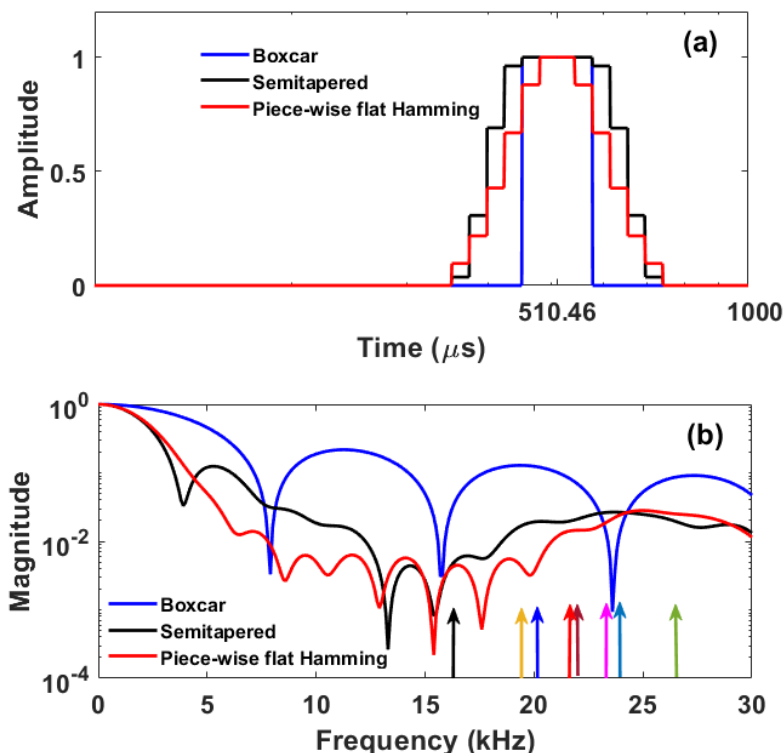 (a)
Boxcar
Semitapered
Piece-wise flat Hamming
Amplitude
1
0.5
0
510.46
1000
Time (μs)
(b)
Magnitude
10^0
10^-2
10^-4
Boxcar
Semitapered
Piece-wise flat Hamming
0 5 10 15 20 25 30
Frequency (kHz)